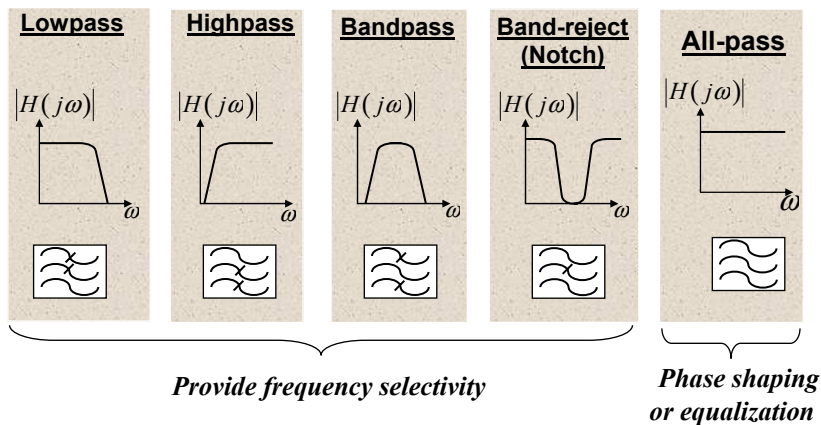 Lowpass
|H(jω)|
ω
Highpass
|H(jω)|
ω
Bandpass
|H(jω)|
ω
Band-reject
(Notch)
|H(jω)|
ω
All-pass
|H(jω)|
ω
Provide frequency selectivity
Phase shaping
or equalization